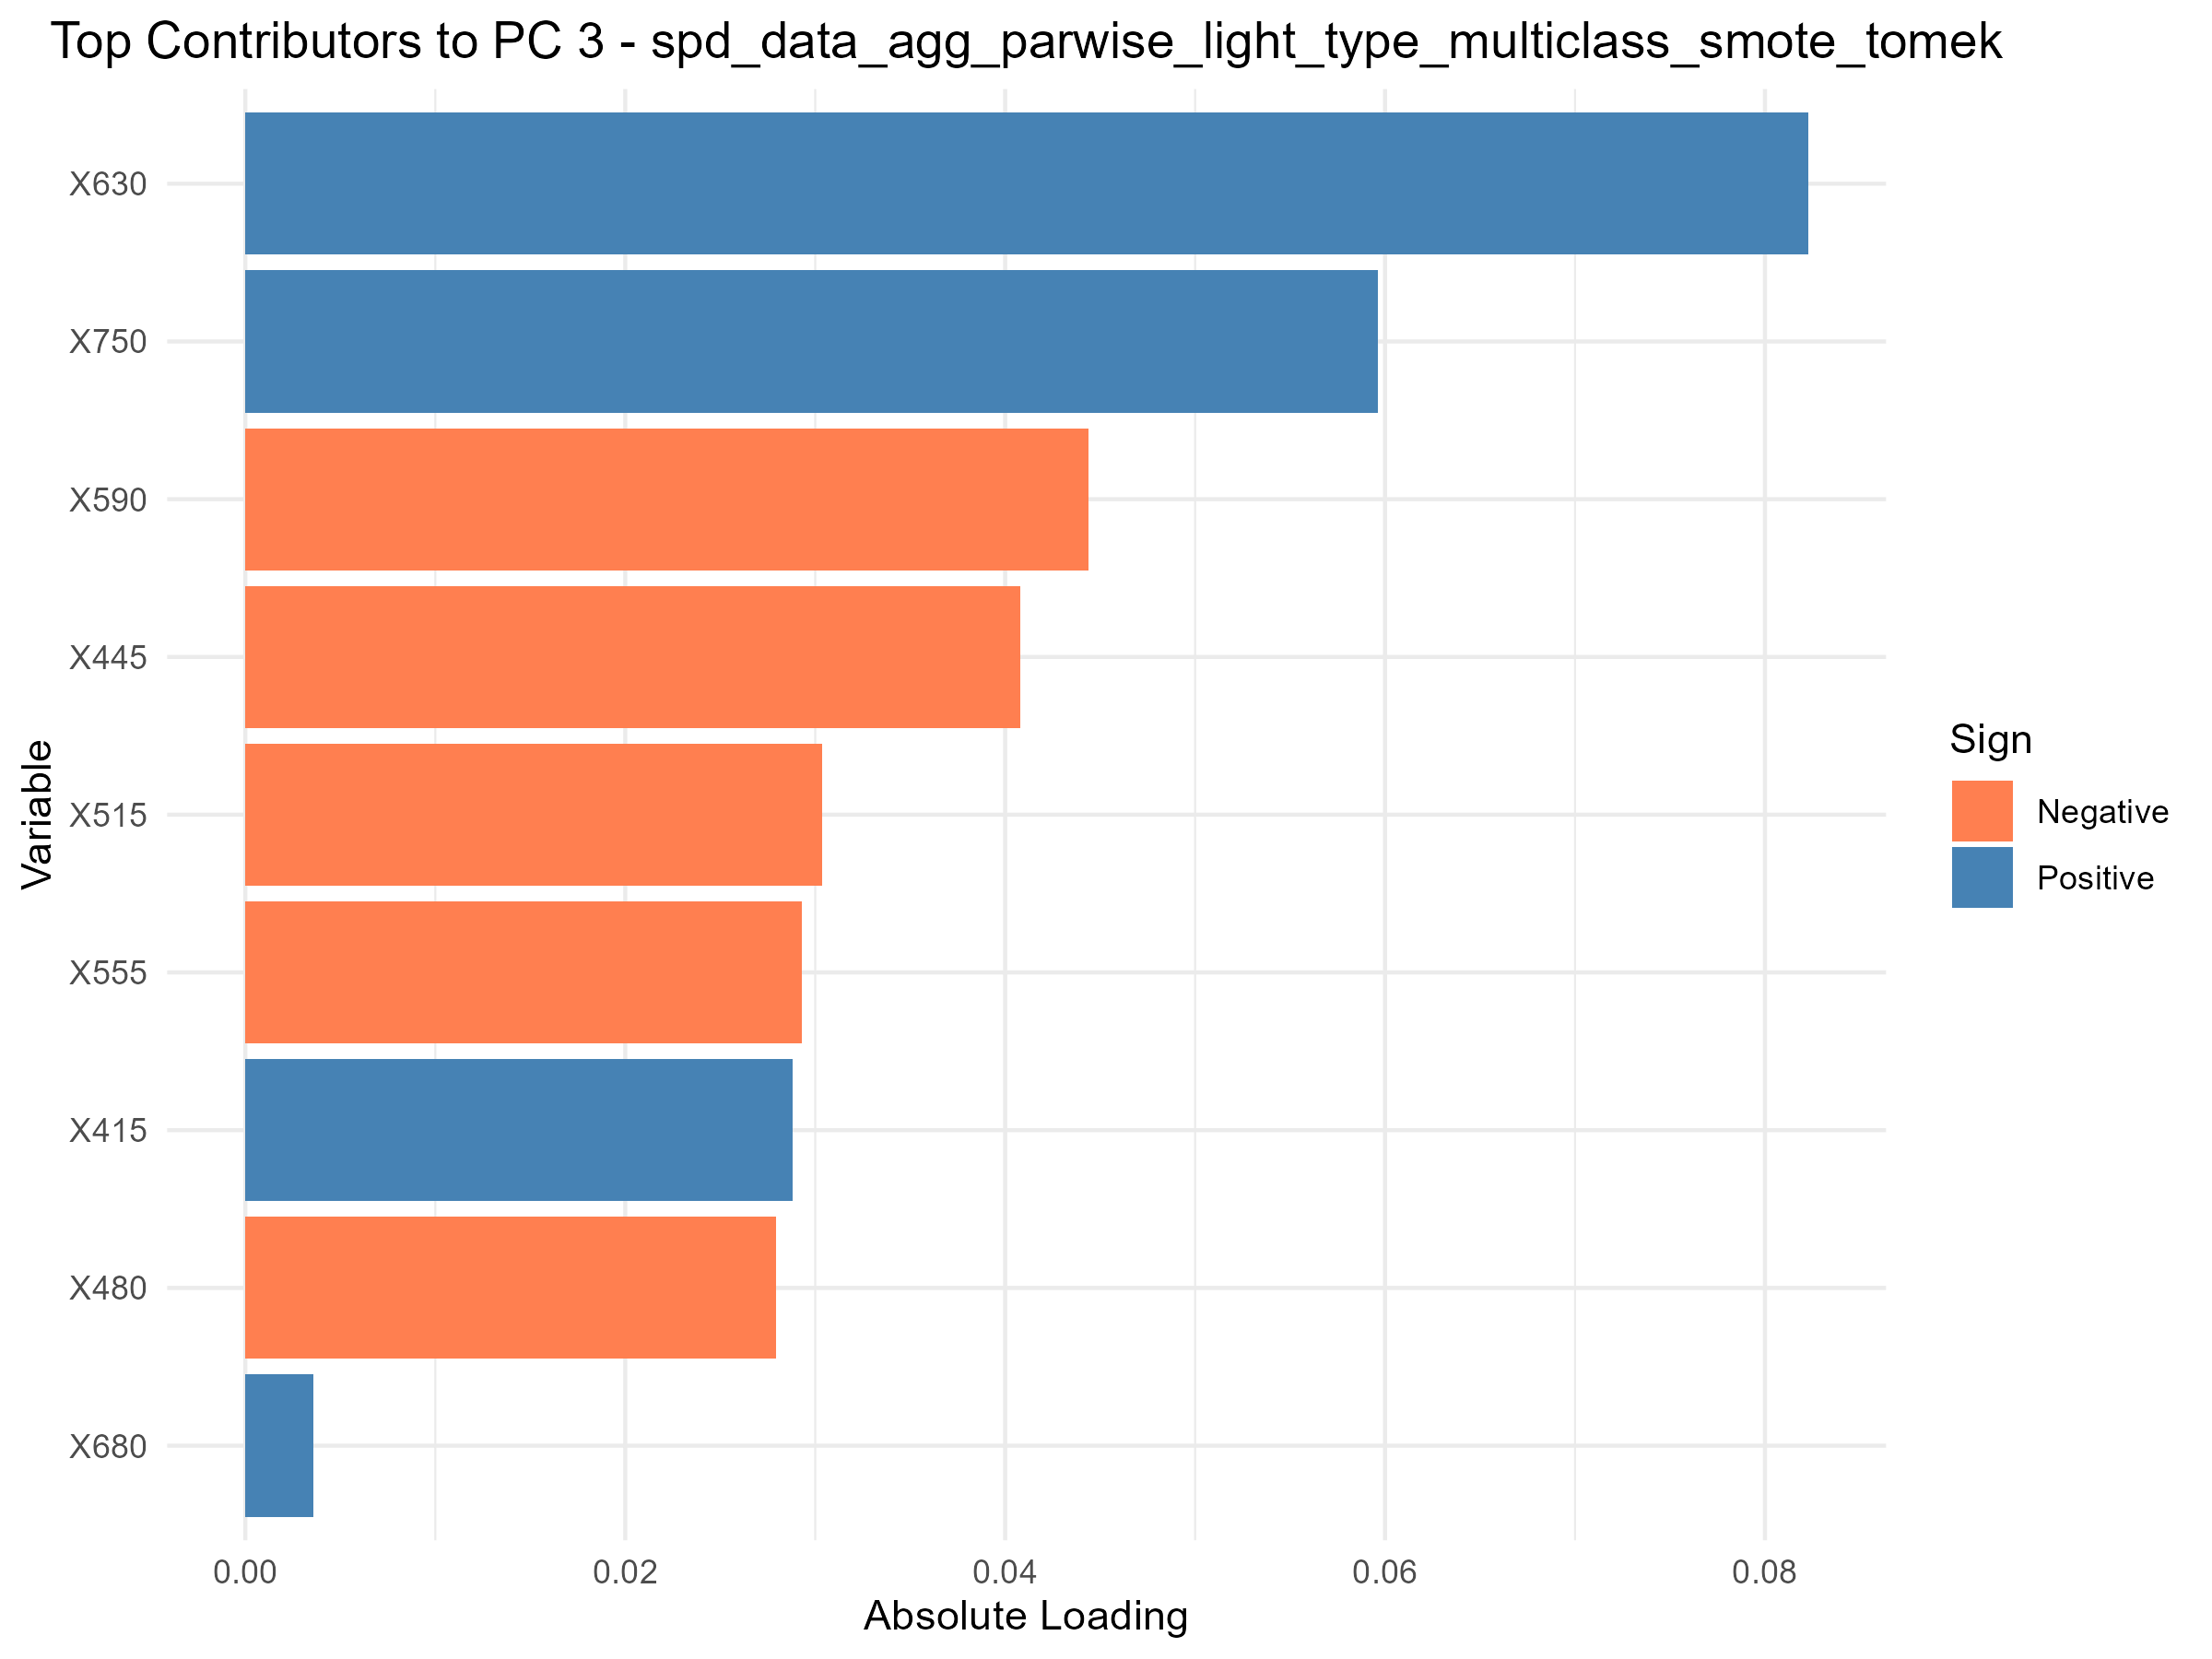 Top Contributors to PC 3 - spd_data_agg_parwise_light_type_multiclass_smote_tomek
X630
X750
X590
X445
X515
X555
X415
X480
X680
Variable
0.00 0.02 0.04 0.06 0.08
Absolute Loading
Sign
Negative
Positive